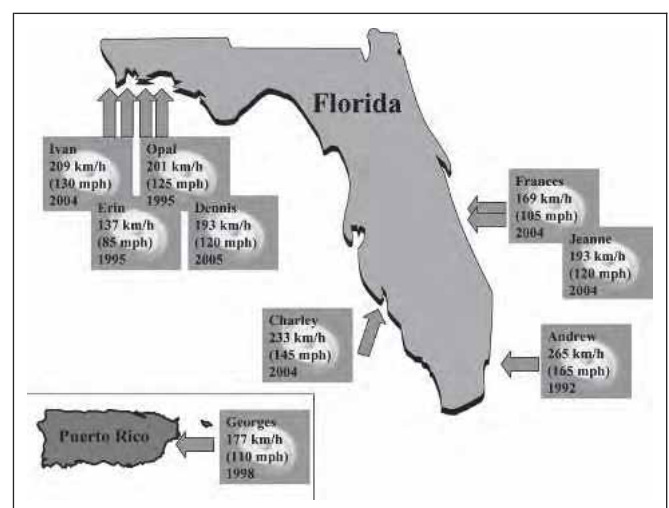 Florida
Ivan
209 km/h
(130 mph)
2004
Opal
201 km/h
(125 mph)
1995
Erin
137 km/h
(85 mph)
1995
Dennis
193 km/h
(120 mph)
2005
Frances
169 km/h
(105 mph)
2004
Jeanne
193 km/h
(120 mph)
2004
Charley
233 km/h
(145 mph)
2004
Andrew
265 km/h
(165 mph)
1992
Puerto Rico
Georges
177 km/h
(110 mph)
1998